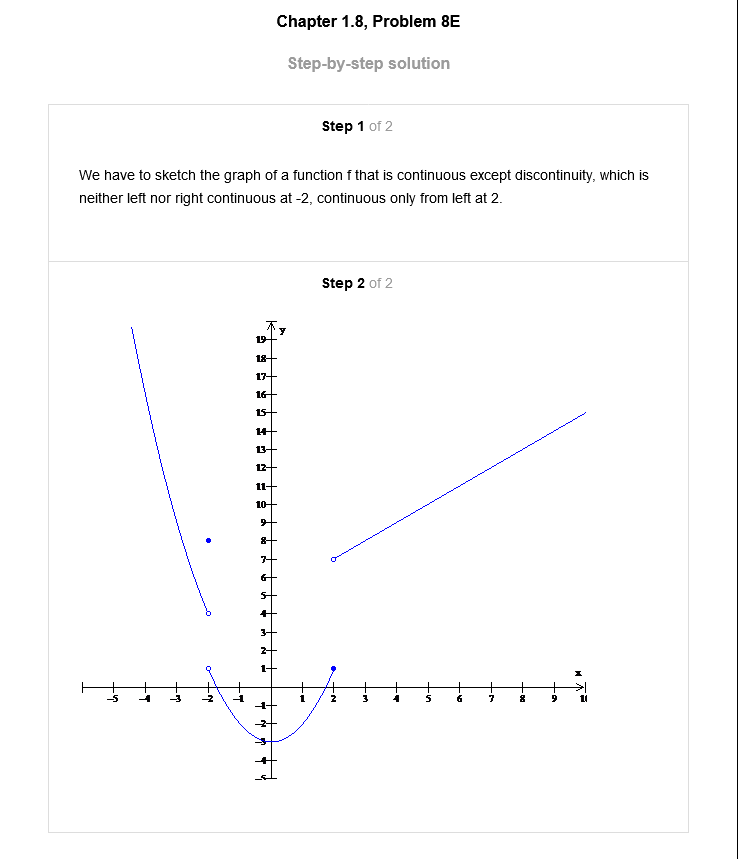 Chapter 1.8, Problem 8E
Step-by-step solution
Step 1 of 2
We have to sketch the graph of a function f that is continuous except discontinuity, which is
neither left nor right continuous at -2, continuous only from left at 2.
Step 2 of 2
y
19
18
17
16
15
14
13
12
11
10
9
8
7
6
5
4
3
2
1
x
-5 -4 -3 -2 -1 1 2 3 4 5 6 7 8 9 10
-1
-2
-3
-4
-5